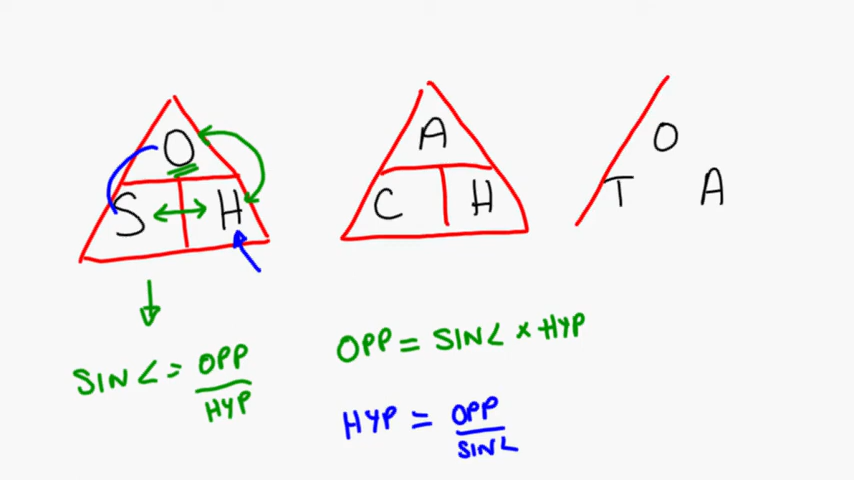 O A O
S H C H T A
SIN∠ = OPP/HYP
OPP = SIN∠ × HYP
HYP = OPP/SIN∠